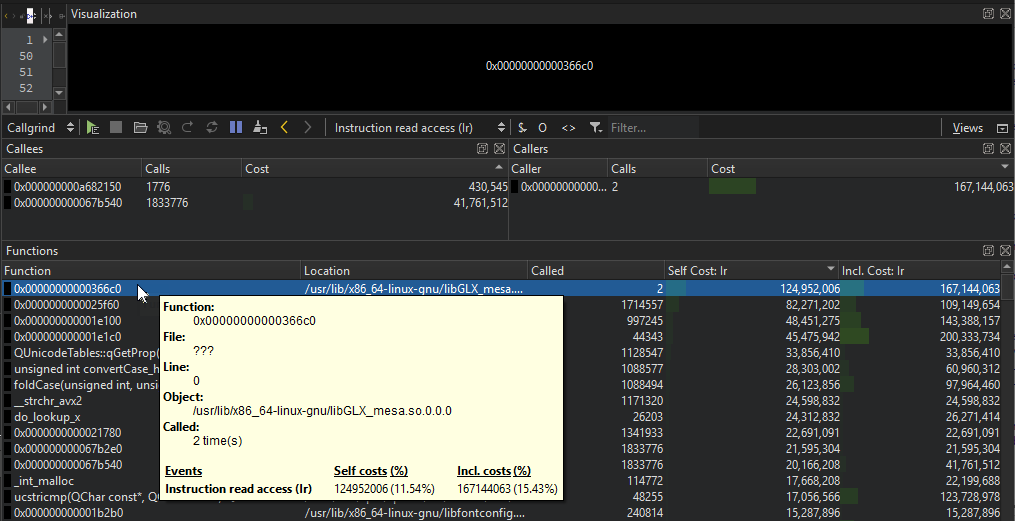 Visualization
1
50
51
52
0x00000000000366c0
Callgrind
Instruction read access (Ir)
$
O
<>
Filter...
Views
Callees
Callers
Callee Calls Cost
Caller Calls Cost
0x000000000a682150 1776 430,545
0x000000000067b540 1833776 41,761,512
0x00000000000... 2 167,144,063
Functions
Function Location Called Self Cost: Ir Incl. Cost: Ir
0x00000000000366c0 /usr/lib/x86_64-linux-gnu/libGLX_mesa.... 2 124,952,006 167,144,063
0x0000000000025f60 1714557 82,271,202 109,149,654
0x000000000001e100 997245 48,451,275 143,388,157
0x000000000001e1c0 44343 45,475,942 200,333,734
QUnicodeTables::qGetProp( 1128547 33,856,410 33,856,410
unsigned int convertCase_h 1088577 28,303,002 60,960,312
foldCase(unsigned int, unsi 1088494 26,123,856 97,964,460
__strchr_avx2 1171320 24,598,832 24,598,832
do_lookup_x 26203 24,312,832 26,271,414
0x0000000000021780 1341933 22,691,091 22,691,091
0x000000000067b2e0 1833776 21,595,304 21,595,304
0x000000000067b540 1833776 20,166,208 41,761,512
_int_malloc 114772 17,668,208 22,199,688
ucstricmp(QChar const*, Q 48255 17,056,566 123,728,978
0x000000000001b2b0 /usr/lib/x86_64-linux-gnu/libfontconfig.... 240814 15,287,896 15,287,896
Function:
0x00000000000366c0
File:
???
Line:
0
Object:
/usr/lib/x86_64-linux-gnu/libGLX_mesa.so.0.0.0
Called:
2 time(s)
Events Self costs (%) Incl. costs (%)
Instruction read access (Ir) 124952006 (11.54%) 167144063 (15.43%)